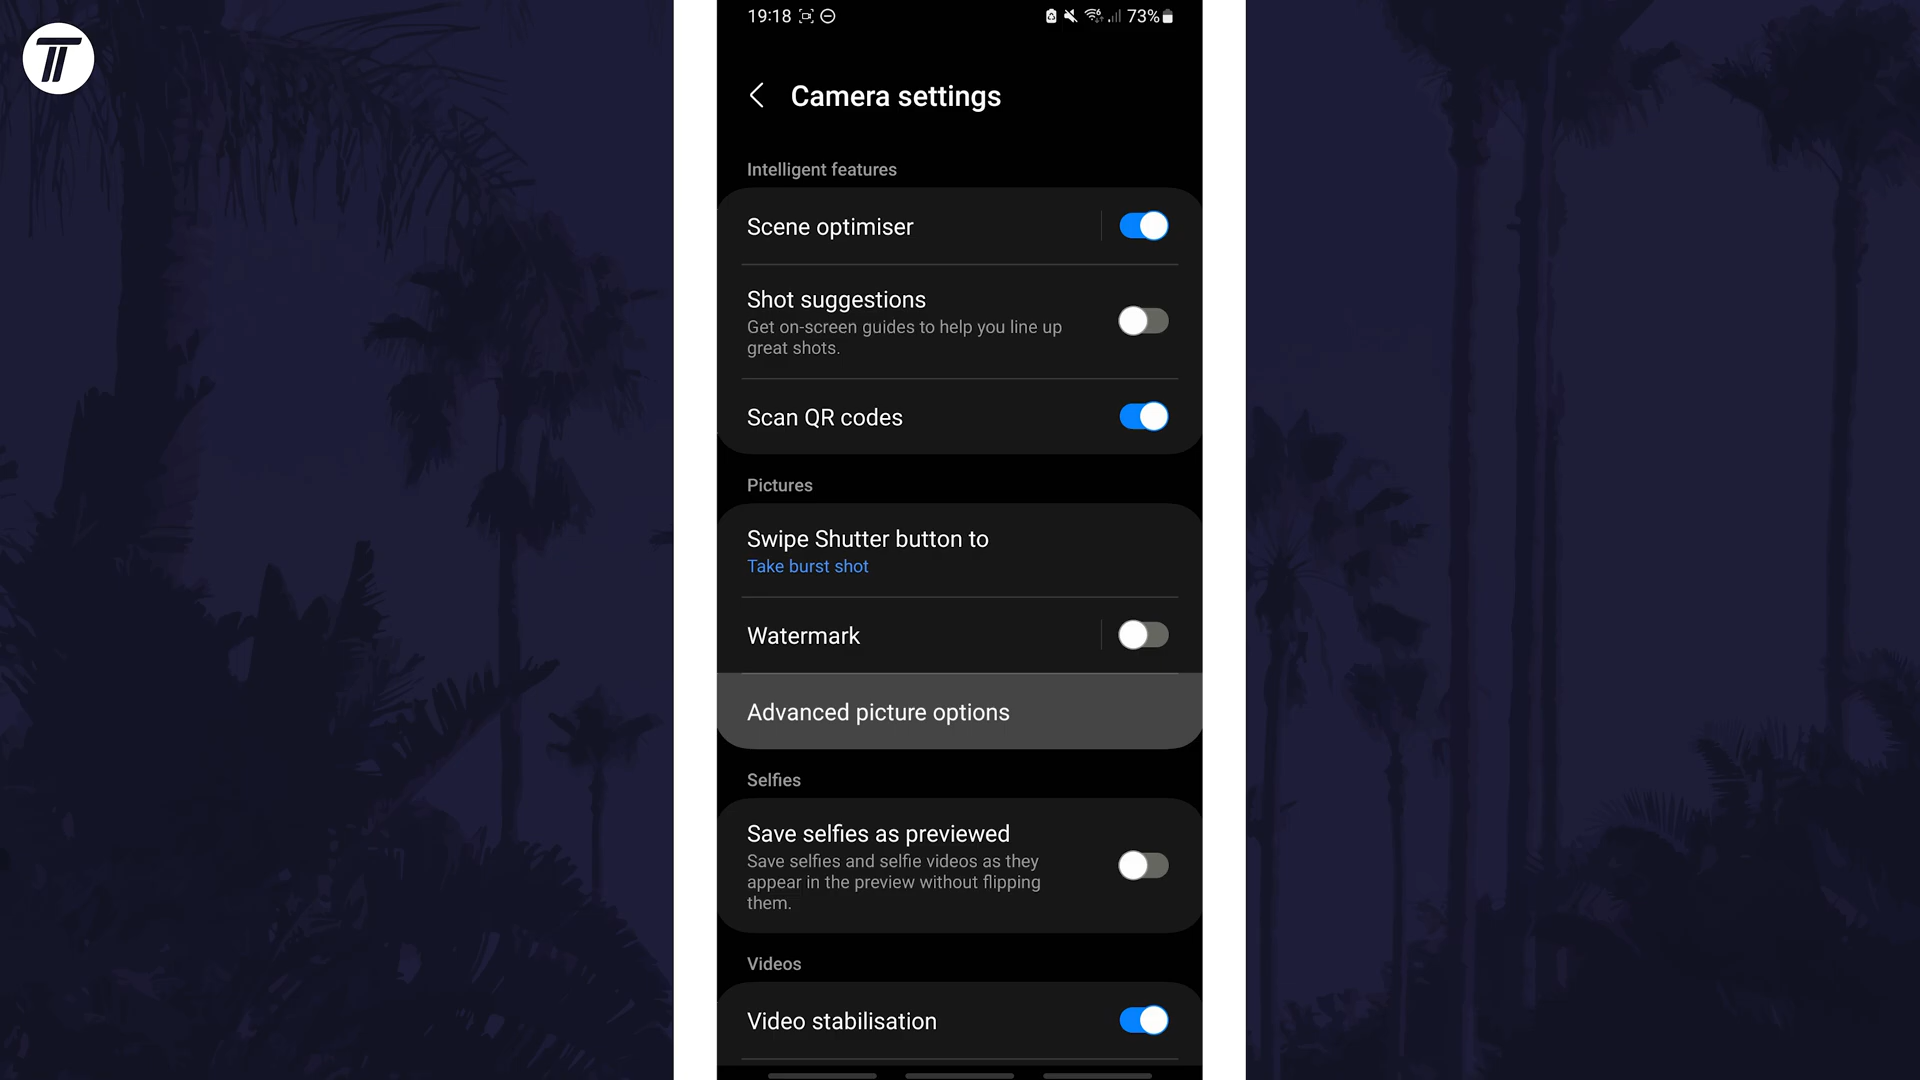 19:18
73%
Camera settings
Intelligent features
Scene optimiser
Shot suggestions
Get on-screen guides to help you line up
great shots.
Scan QR codes
Pictures
Swipe Shutter button to
Take burst shot
Watermark
Advanced picture options
Selfies
Save selfies as previewed
Save selfies and selfie videos as they
appear in the preview without flipping
them.
Videos
Video stabilisation